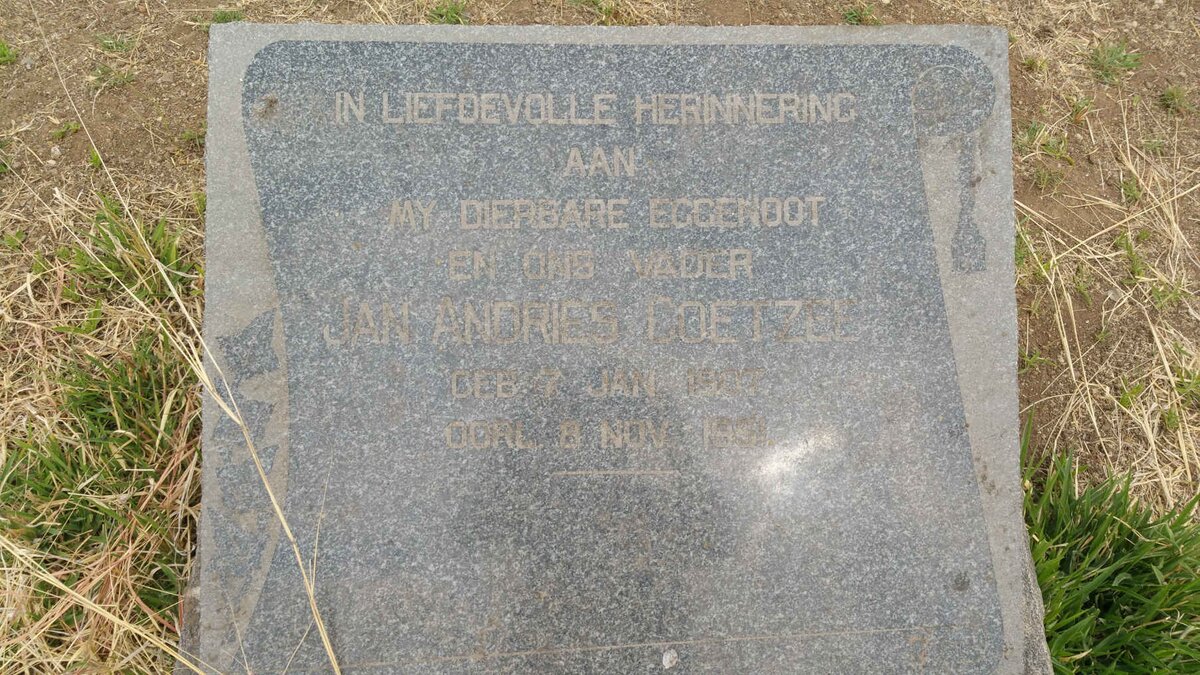 IN LIEFDEVOLLE HERINNERING
AAN
MY DIERBARE EGGENOOT
EN ONS VADER
JAN ANDRIES COETZEE
GEB. 7 JAN. 1907
OORL. 8 NOV. 1951